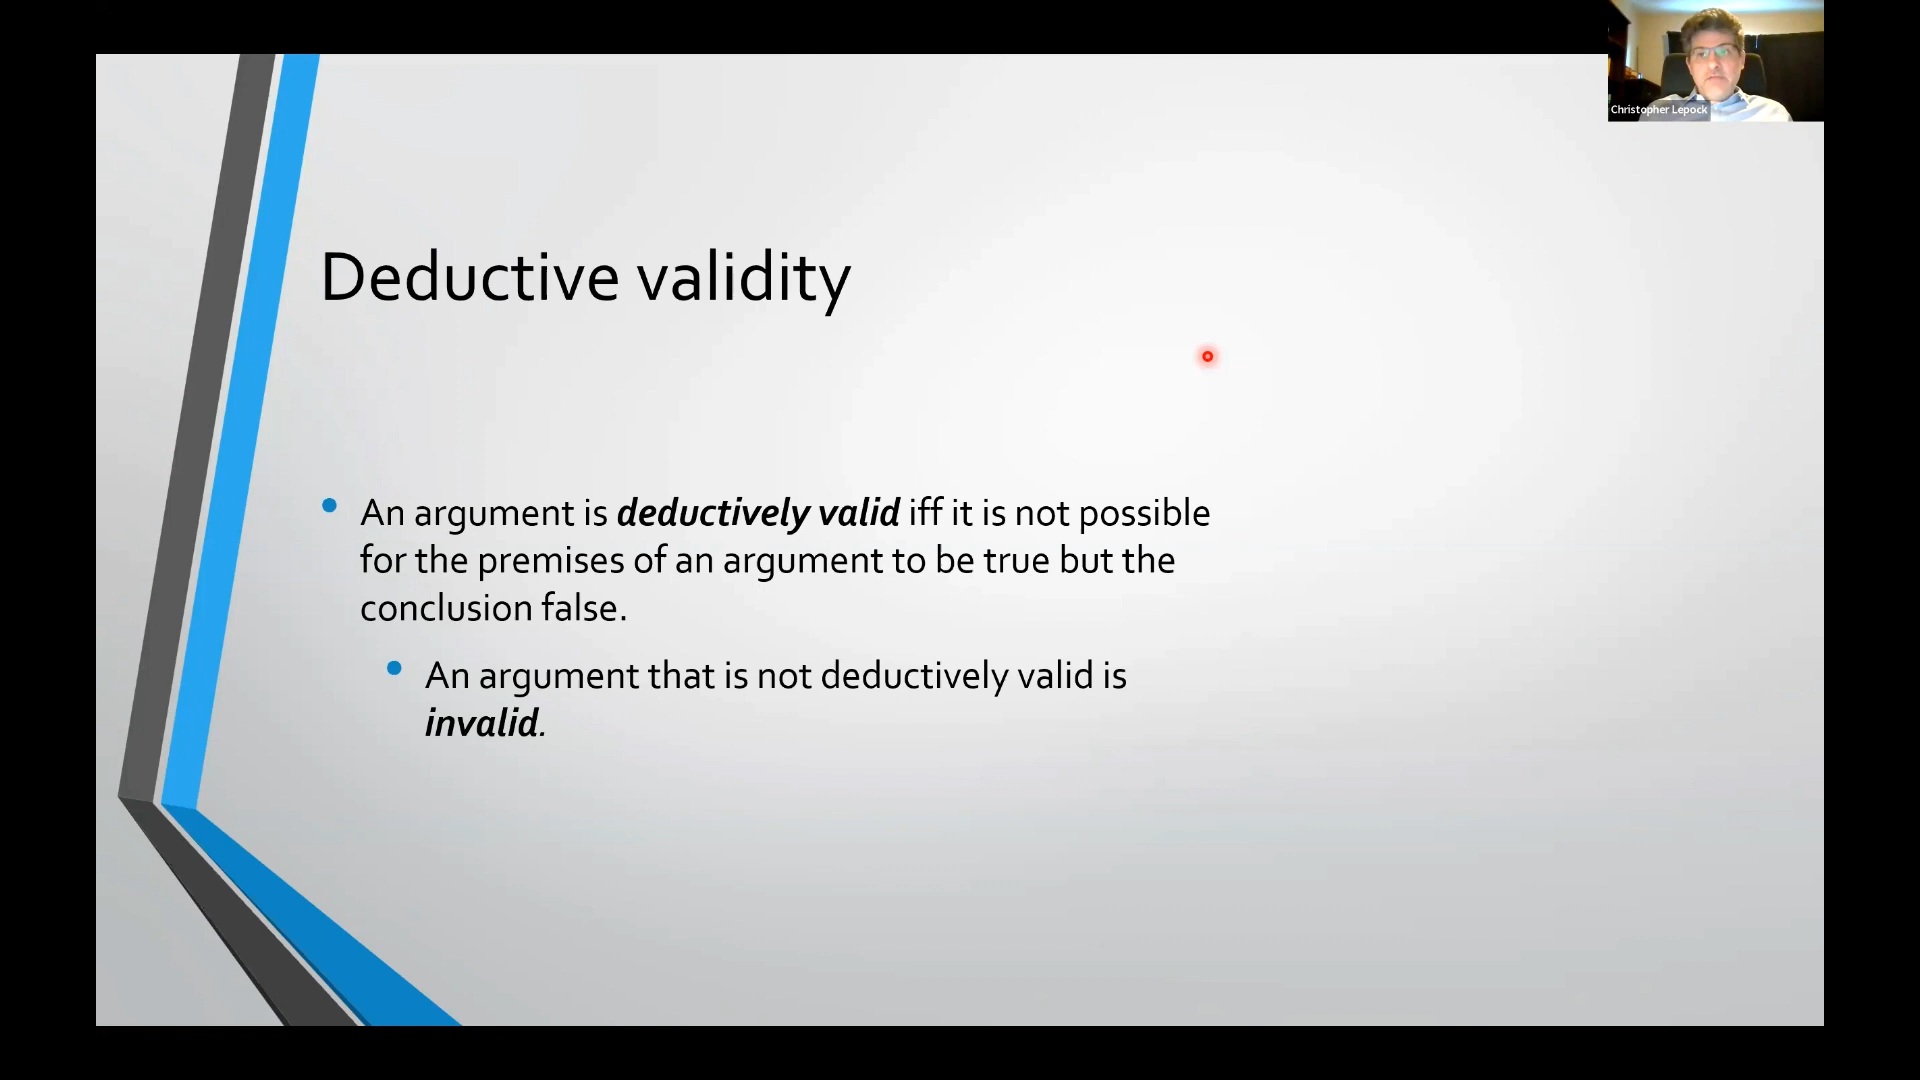 Christopher Lepock
Deductive validity
An argument is deductively valid iff it is not possible
for the premises of an argument to be true but the
conclusion false.
An argument that is not deductively valid is
invalid.